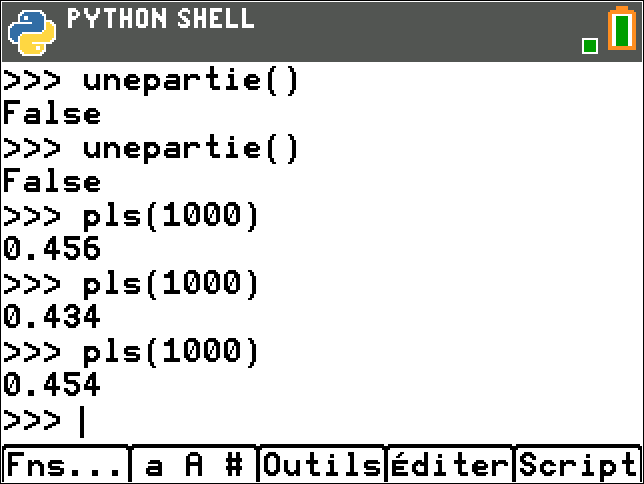 PYTHON SHELL
>>> unepartie()
False
>>> unepartie()
False
>>> pls(1000)
0.456
>>> pls(1000)
0.434
>>> pls(1000)
0.454
>>>
Fns... a A # Outils Éditer Script